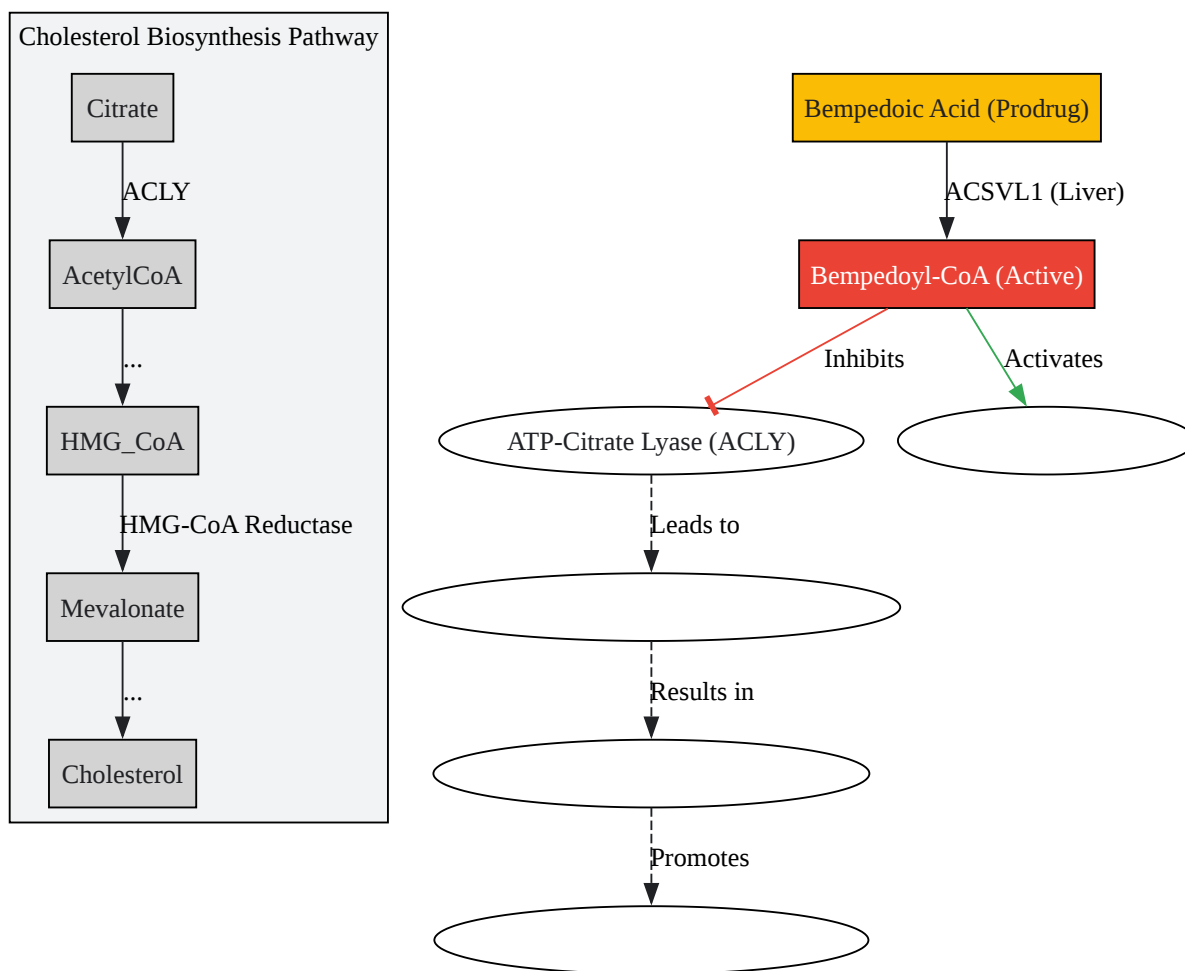 Cholesterol Biosynthesis Pathway
Citrate
ACLY
AcetylCoA
...
HMG_CoA
HMG-CoA Reductase
Mevalonate
...
Cholesterol
Bempedoic Acid (Prodrug)
ACSVL1 (Liver)
Bempedoyl-CoA (Active)
Inhibits
Activates
ATP-Citrate Lyase (ACLY)
Leads to
Results in
Promotes